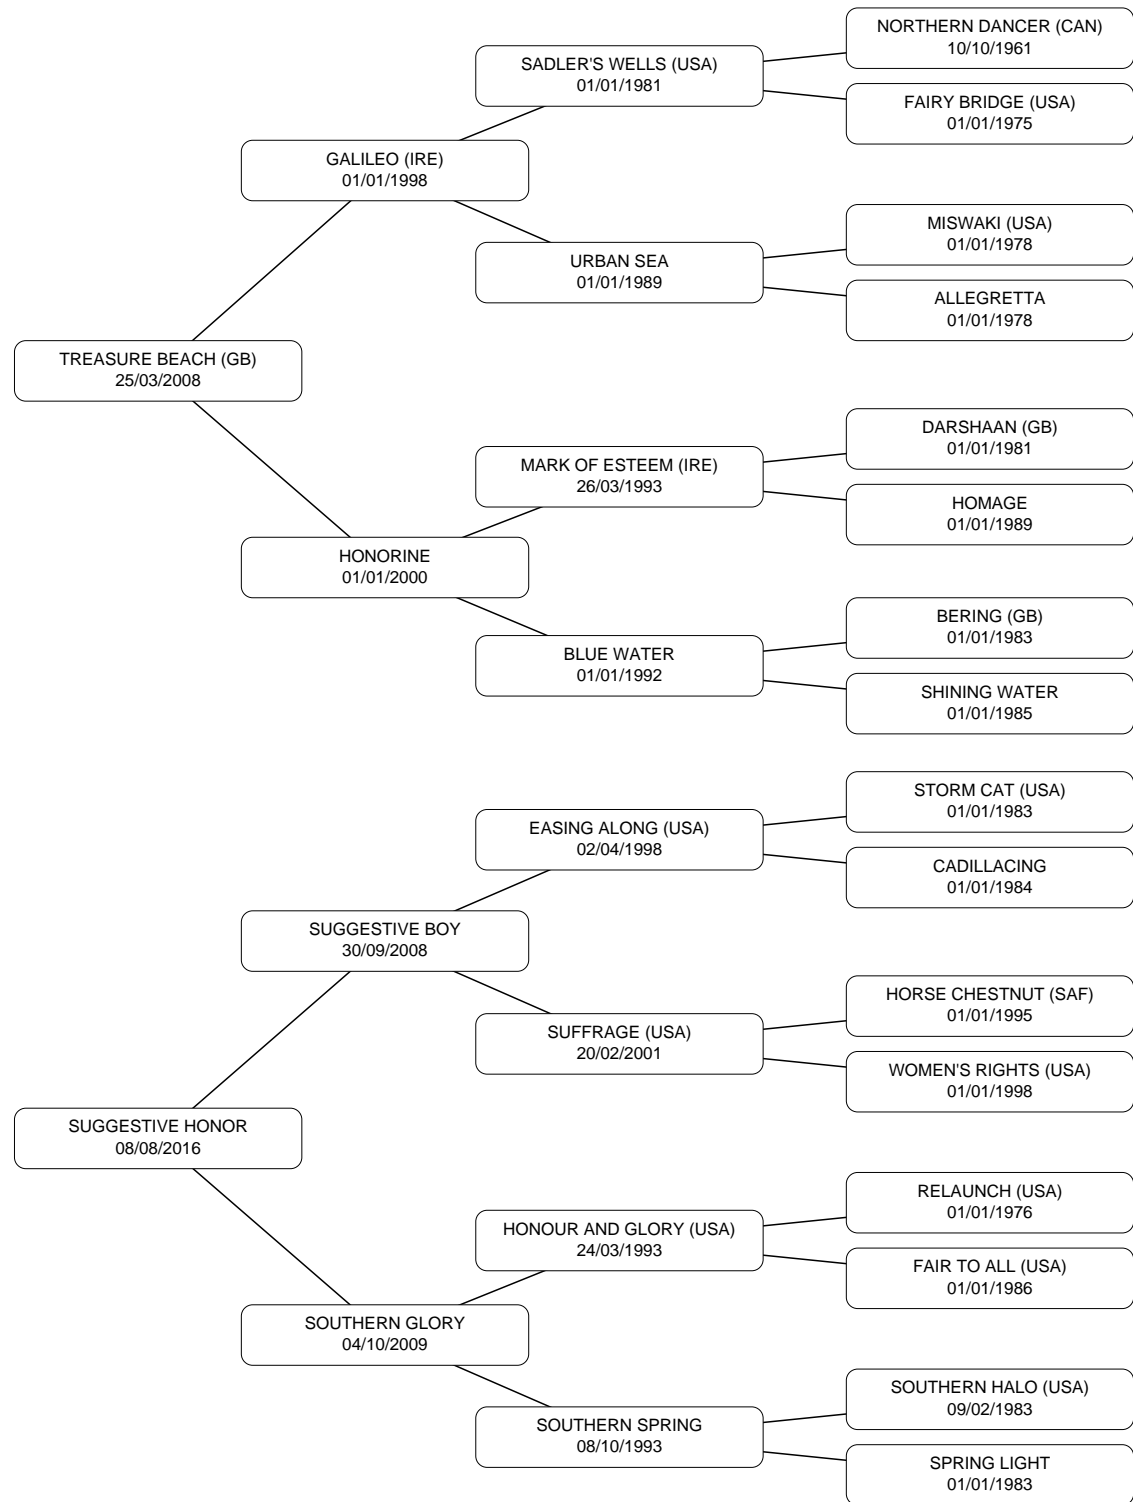 NORTHERN DANCER (CAN)
10/10/1961
SADLER'S WELLS (USA)
01/01/1981
FAIRY BRIDGE (USA)
01/01/1975
GALILEO (IRE)
01/01/1998
MISWAKI (USA)
01/01/1978
URBAN SEA
01/01/1989
ALLEGRETTA
01/01/1978
TREASURE BEACH (GB)
25/03/2008
DARSHAAN (GB)
01/01/1981
MARK OF ESTEEM (IRE)
26/03/1993
HOMAGE
01/01/1989
HONORINE
01/01/2000
BERING (GB)
01/01/1983
BLUE WATER
01/01/1992
SHINING WATER
01/01/1985
STORM CAT (USA)
01/01/1983
EASING ALONG (USA)
02/04/1998
CADILLACING
01/01/1984
SUGGESTIVE BOY
30/09/2008
HORSE CHESTNUT (SAF)
01/01/1995
SUFFRAGE (USA)
20/02/2001
WOMEN'S RIGHTS (USA)
01/01/1998
SUGGESTIVE HONOR
08/08/2016
RELAUNCH (USA)
01/01/1976
HONOUR AND GLORY (USA)
24/03/1993
FAIR TO ALL (USA)
01/01/1986
SOUTHERN GLORY
04/10/2009
SOUTHERN HALO (USA)
09/02/1983
SOUTHERN SPRING
08/10/1993
SPRING LIGHT
01/01/1983